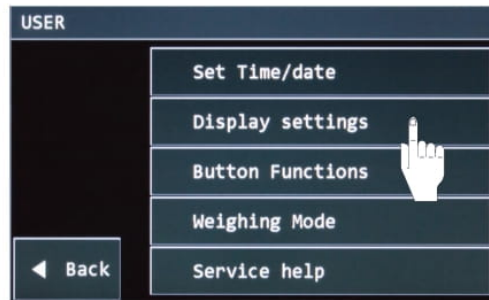 USER
Set Time/date
Display settings
Button Functions
Weighing Mode
◀ Back
Service help